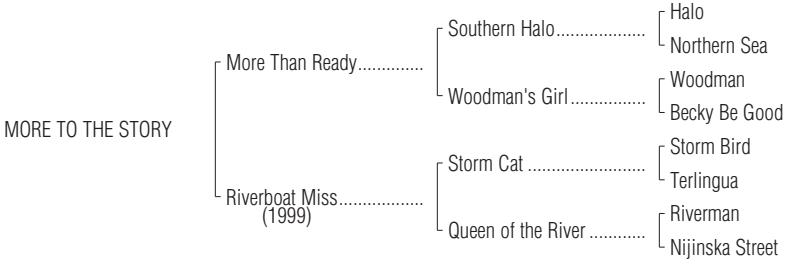 Halo
Southern Halo....................
Northern Sea
More Than Ready..............
Woodman
Woodman's Girl................
Becky Be Good
MORE TO THE STORY
Storm Bird
Storm Cat .........................
Terlingua
Riverboat Miss..................
(1999)
Riverman
Queen of the River ............
Nijinska Street